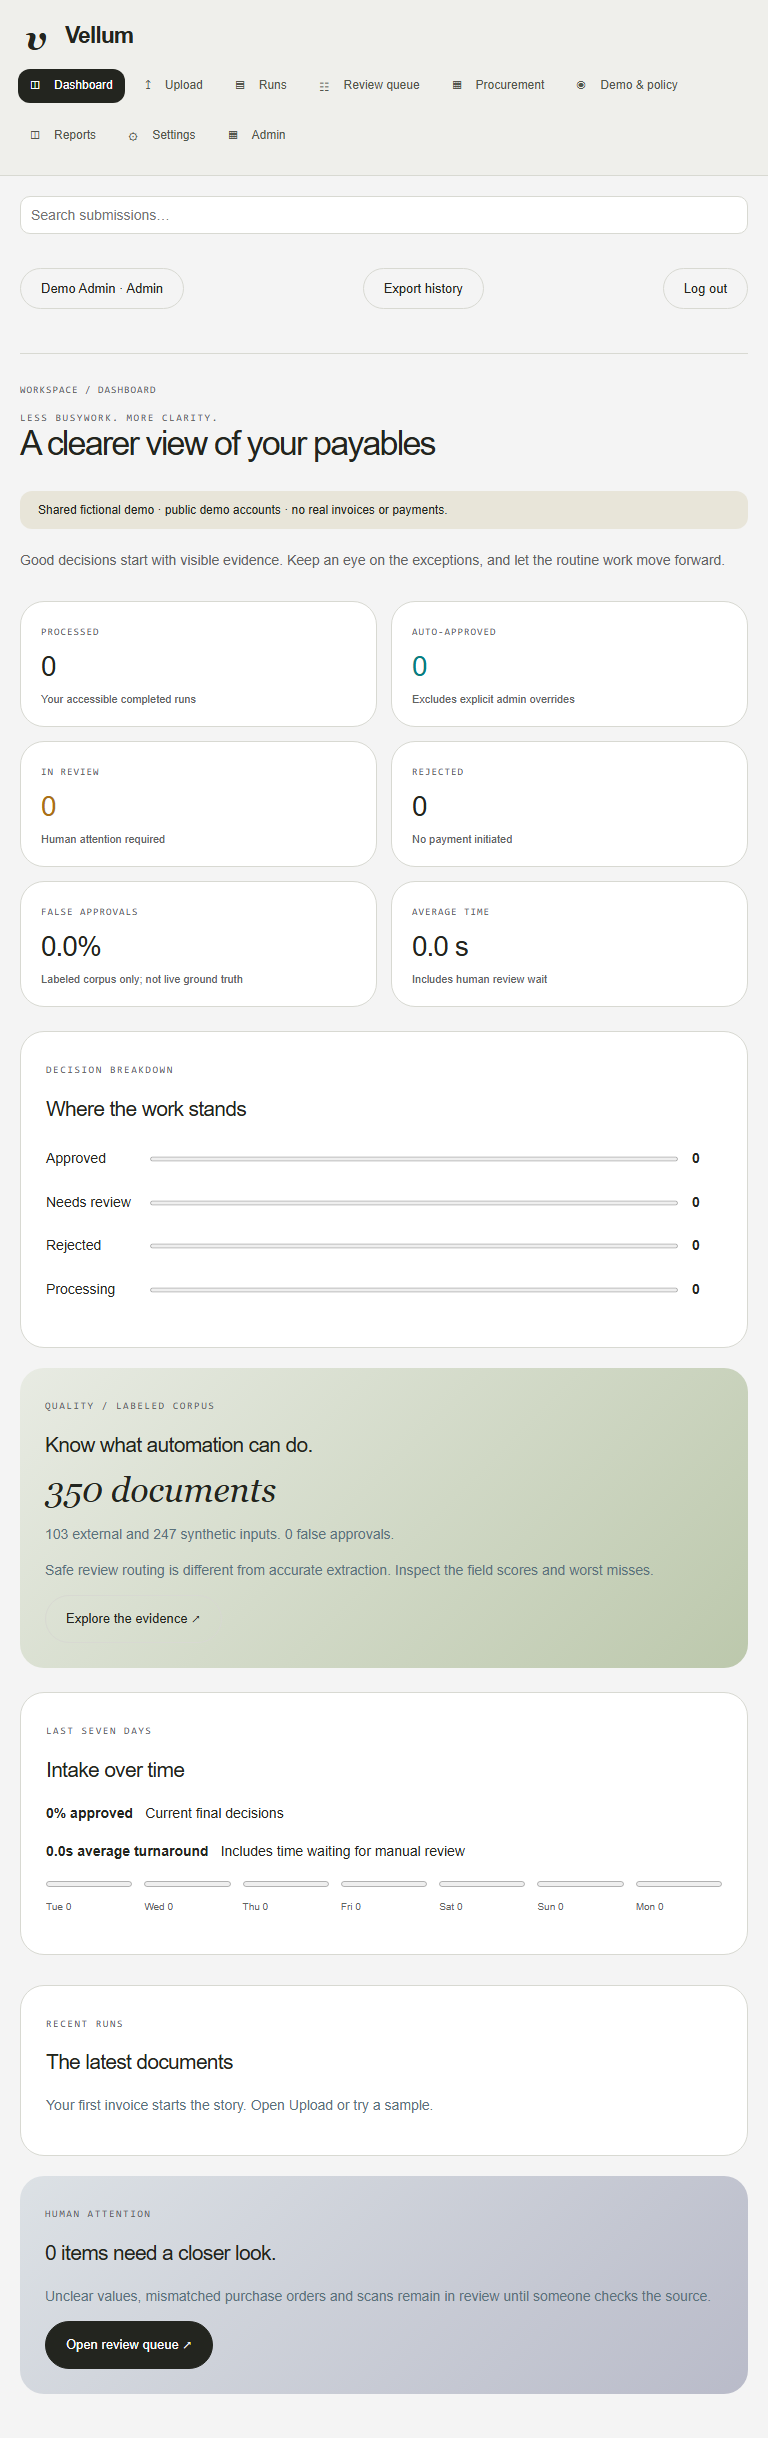 v Vellum
Dashboard Upload Runs Review queue Procurement Demo & policy
Reports Settings Admin
Search submissions...
Demo Admin · Admin Export history Log out
WORKSPACE / DASHBOARD
LESS BUSYWORK. MORE CLARITY.
A clearer view of your payables
Shared fictional demo · public demo accounts · no real invoices or payments.
Good decisions start with visible evidence. Keep an eye on the exceptions, and let the routine work move forward.
PROCESSED
0
Your accessible completed runs
AUTO-APPROVED
0
Excludes explicit admin overrides
IN REVIEW
0
Human attention required
REJECTED
0
No payment initiated
FALSE APPROVALS
0.0%
Labeled corpus only; not live ground truth
AVERAGE TIME
0.0 s
Includes human review wait
DECISION BREAKDOWN
Where the work stands
Approved 0
Needs review 0
Rejected 0
Processing 0
QUALITY / LABELED CORPUS
Know what automation can do.
350 documents
103 external and 247 synthetic inputs. 0 false approvals.
Safe review routing is different from accurate extraction. Inspect the field scores and worst misses.
Explore the evidence ↗
LAST SEVEN DAYS
Intake over time
0% approved Current final decisions
0.0s average turnaround Includes time waiting for manual review
Tue 0 Wed 0 Thu 0 Fri 0 Sat 0 Sun 0 Mon 0
RECENT RUNS
The latest documents
Your first invoice starts the story. Open Upload or try a sample.
HUMAN ATTENTION
0 items need a closer look.
Unclear values, mismatched purchase orders and scans remain in review until someone checks the source.
Open review queue ↗